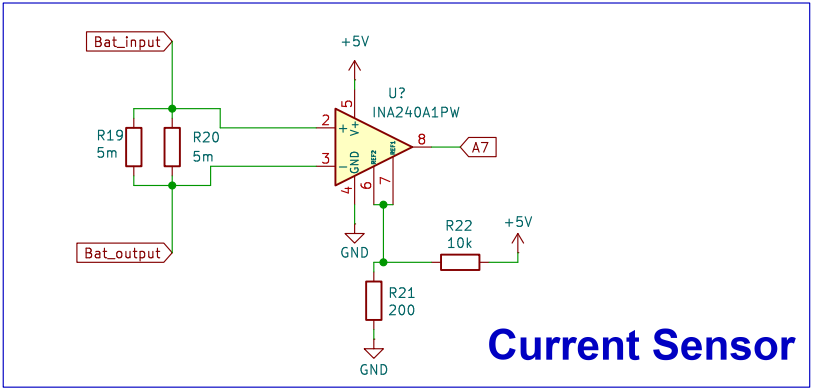 Bat_input
+5V
U?
INA240A1PW
5
2
+
V+
8
A7
R19
5m
R20
5m
3
-
GND
REF2
REF1
4
6
7
GND
R22
10k
+5V
Bat_output
R21
200
GND
Current Sensor